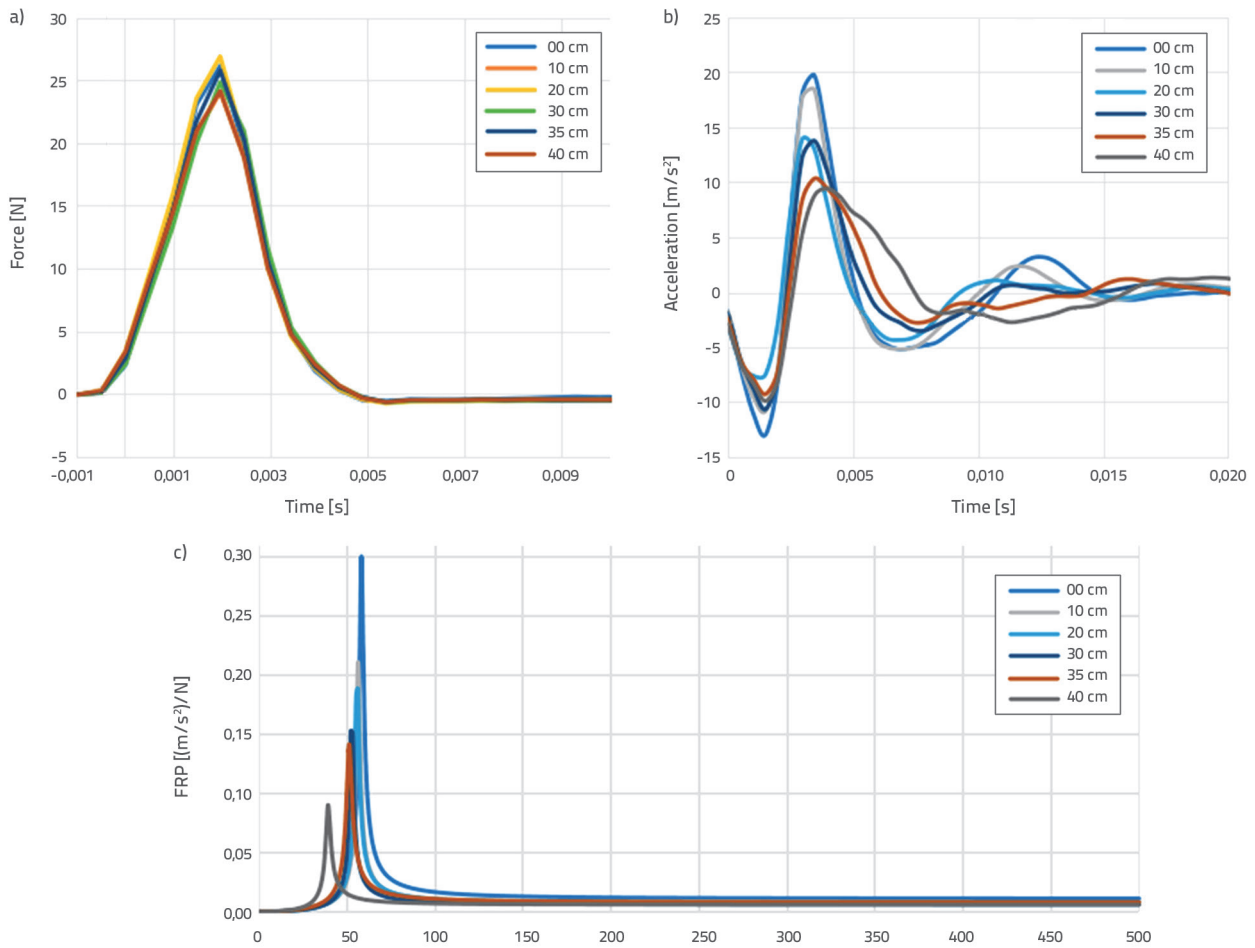 a)
30
25
20
15
10
5
0
-5
Force [N]
-0,001
0,001
0,003
0,005
0,007
0,009
Time [s]
00 cm
10 cm
20 cm
30 cm
35 cm
40 cm
b)
25
20
15
10
5
0
-5
-10
-15
Acceleration [m/s²]
0
0,005
0,010
0,015
0,020
Time [s]
00 cm
10 cm
20 cm
30 cm
35 cm
40 cm
c)
0,30
0,25
0,20
0,15
0,10
0,05
0,00
FRP [(m/s²)/N]
0
50
100
150
200
250
300
350
400
450
500
00 cm
10 cm
20 cm
30 cm
35 cm
40 cm